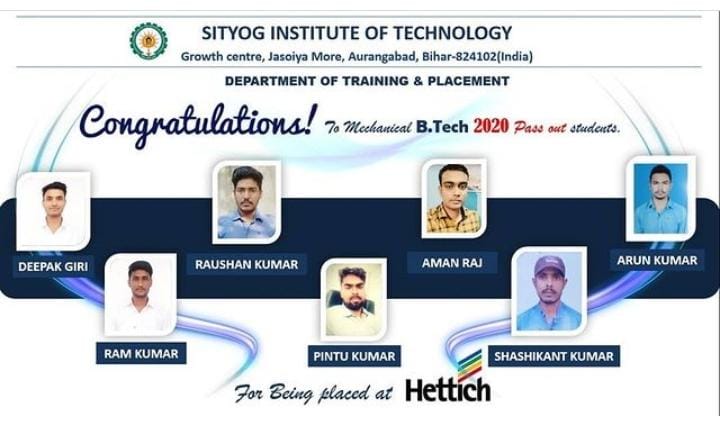 SITYOG INSTITUTE OF TECHNOLOGY
Growth centre, Jasoiya More, Aurangabad, Bihar-824102(India)
DEPARTMENT OF TRAINING & PLACEMENT
Congratulations! To Mechanical B.Tech 2020 Pass out students.
DEEPAK GIRI
RAUSHAN KUMAR
AMAN RAJ
ARUN KUMAR
RAM KUMAR
PINTU KUMAR
SHASHIKANT KUMAR
For Being placed at Hettich